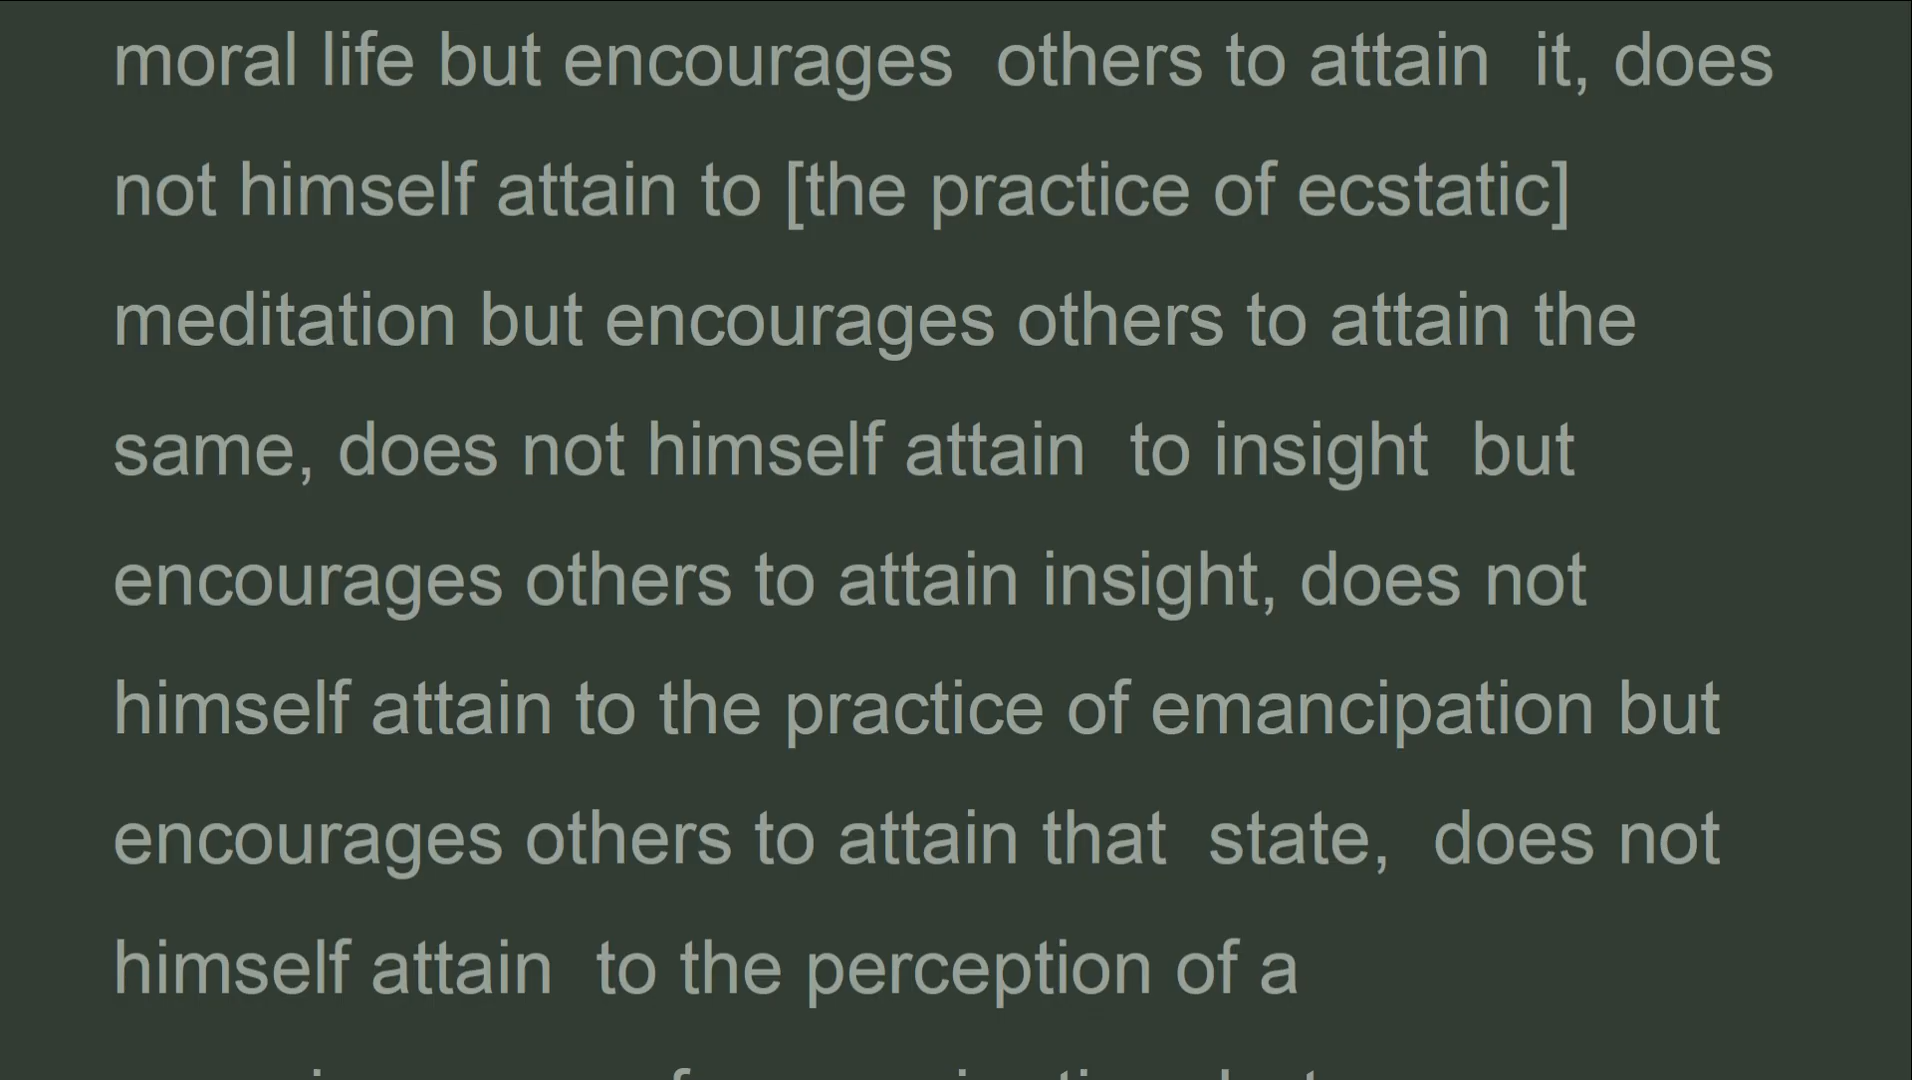 moral life but encourages  others to attain  it, does
not himself attain to [the practice of ecstatic]
meditation but encourages others to attain the
same, does not himself attain  to insight  but
encourages others to attain insight, does not
himself attain to the practice of emancipation but
encourages others to attain that  state,  does not
himself attain  to the perception of a